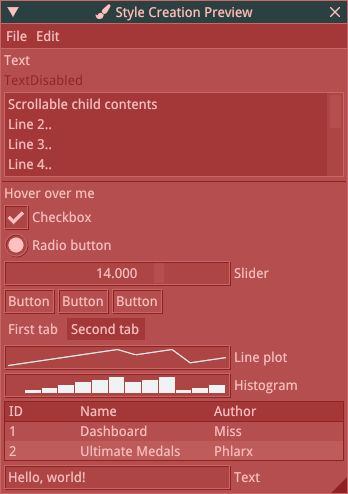 Style Creation Preview
File Edit
Text
TextDisabled
Scrollable child contents
Line 2..
Line 3..
Line 4..
Hover over me
Checkbox
Radio button
14.000 Slider
Button Button Button
First tab Second tab
Line plot
Histogram
ID Name Author
1 Dashboard Miss
2 Ultimate Medals Phlarx
Hello, world! Text